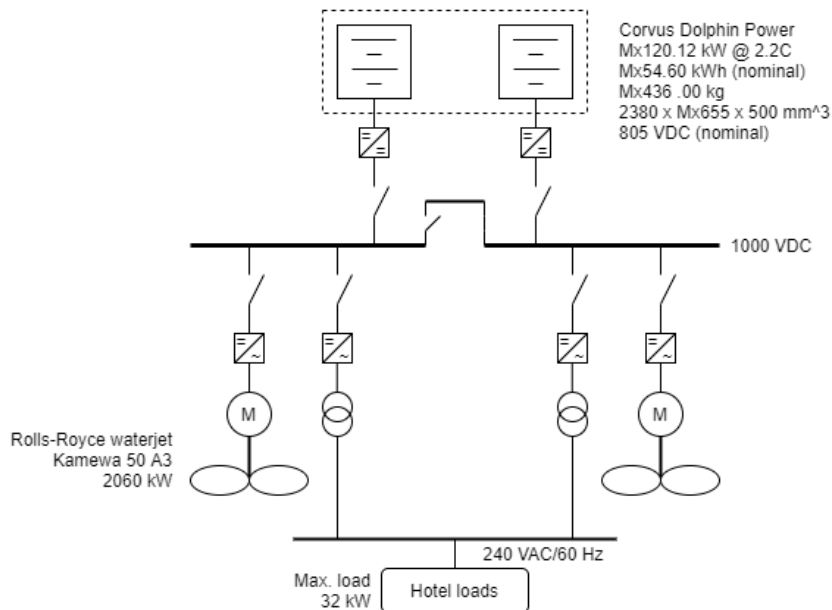 Corvus Dolphin Power
Mx120.12 kW @ 2.2C
Mx54.60 kWh (nominal)
Mx436 .00 kg
2380 x Mx655 x 500 mm^3
805 VDC (nominal)
1000 VDC
M
M
Rolls-Royce waterjet
Kamewa 50 A3
2060 kW
240 VAC/60 Hz
Max. load
32 kW
Hotel loads